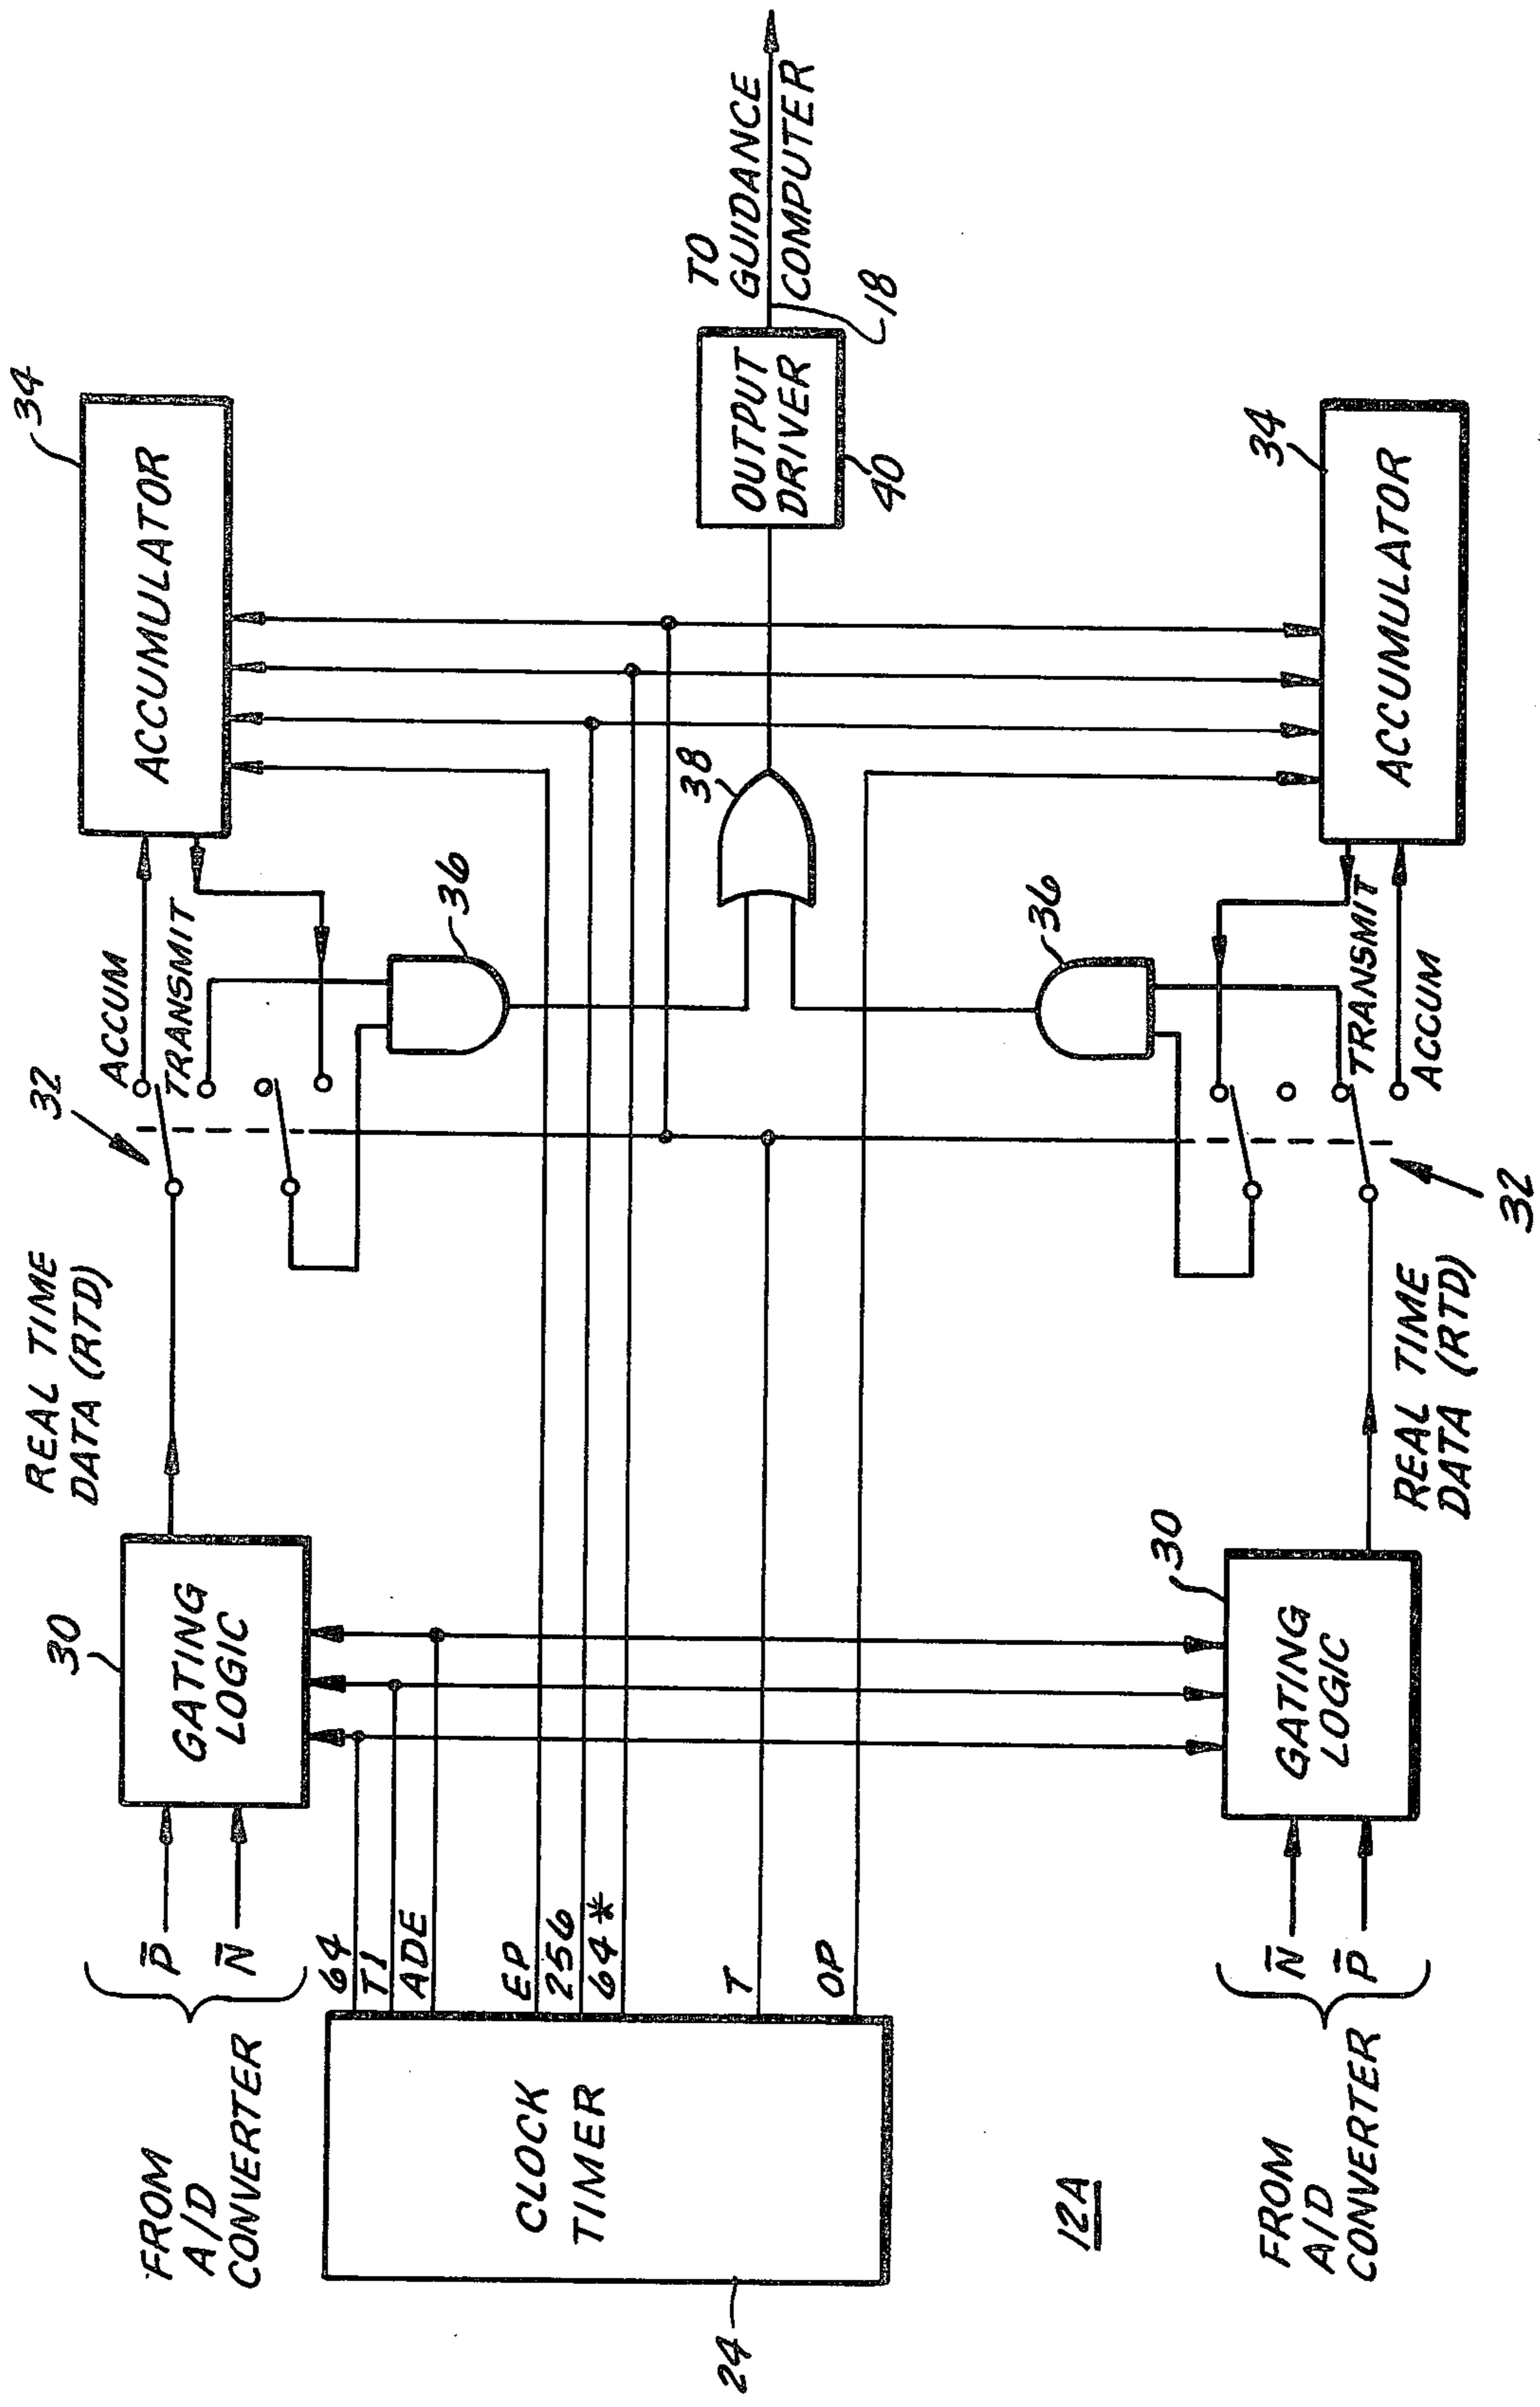 34
ACCUMULATOR
ACCUM
TRANSMIT
32
REAL TIME
DATA (RTD)
30
GATING
LOGIC
P̄
N̄
FROM
A/D
CONVERTER
36
64
T1
ADE
EP
256
64*
T
OP
CLOCK
TIMER
24
38
OUTPUT
DRIVER
40
TO
GUIDANCE
COMPUTER
18
36
12A
34
ACCUMULATOR
TRANSMIT
ACCUM
32
REAL TIME
DATA (RTD)
30
GATING
LOGIC
N̄
P̄
FROM
A/D
CONVERTER